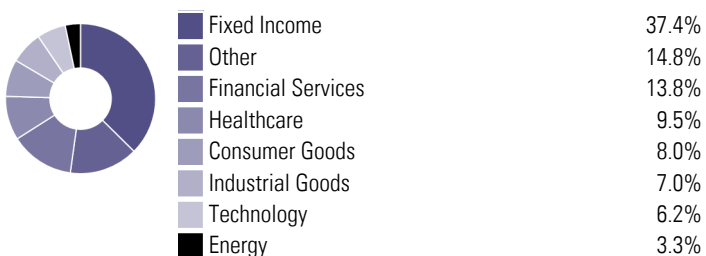 Fixed Income 37.4%
Other 14.8%
Financial Services 13.8%
Healthcare 9.5%
Consumer Goods 8.0%
Industrial Goods 7.0%
Technology 6.2%
Energy 3.3%